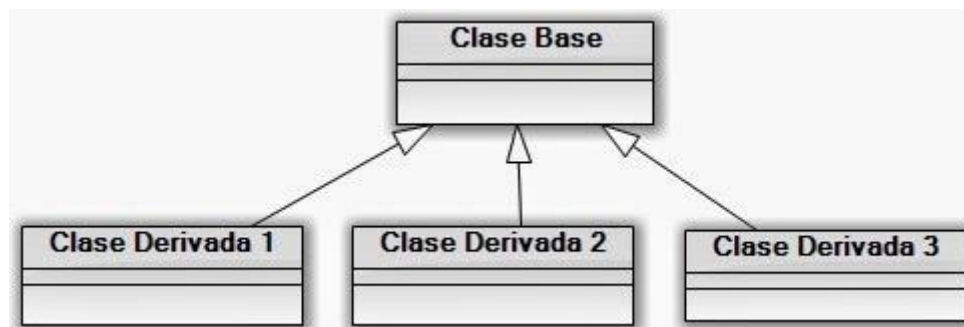 Clase Base
Clase Derivada 1
Clase Derivada 2
Clase Derivada 3